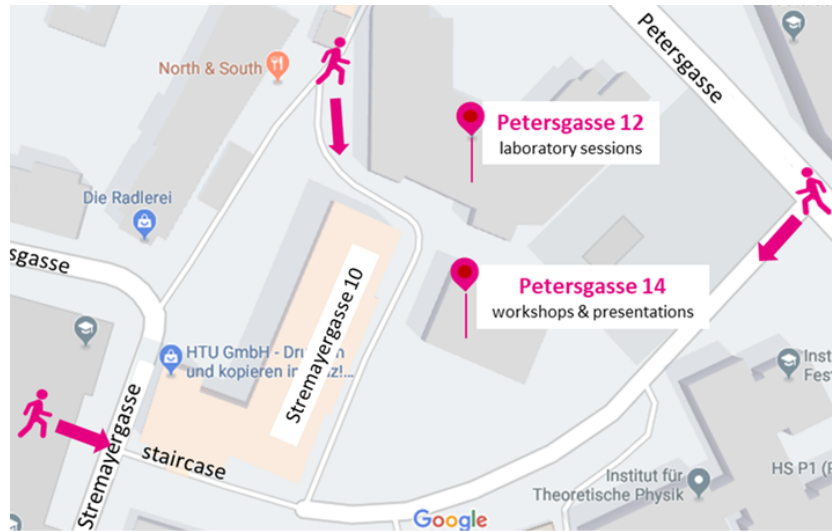 North & South
Petersgasse
Petersgasse 12
laboratory sessions
Die Radlerei
sgasse
Petersgasse 14
workshops & presentations
Stremayergasse 10
HTU GmbH - Dru
und kopieren in
Inst
Fest
Stremayergasse
staircase
Institut für
Theoretische Physik
HS P1 (
Google